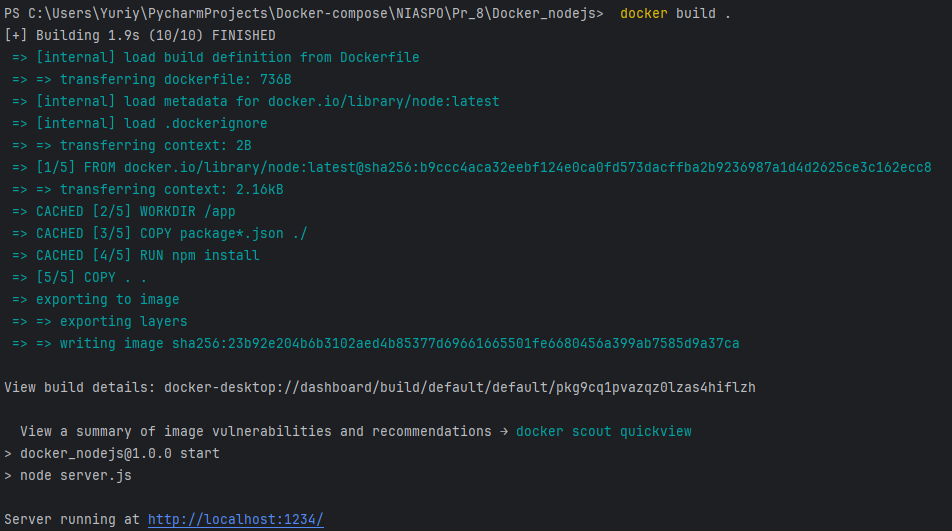 PS C:\Users\Yuriy\PycharmProjects\Docker-compose\NIASPO\Pr_8\Docker_nodejs>  docker build .
[+] Building 1.9s (10/10) FINISHED
 => [internal] load build definition from Dockerfile
 => => transferring dockerfile: 736B
 => [internal] load metadata for docker.io/library/node:latest
 => [internal] load .dockerignore
 => => transferring context: 2B
 => [1/5] FROM docker.io/library/node:latest@sha256:b9ccc4aca32eebf124e0ca0fd573dacffba2b9236987a1d4d2625ce3c162ecc8
 => => transferring context: 2.16kB
 => CACHED [2/5] WORKDIR /app
 => CACHED [3/5] COPY package*.json ./
 => CACHED [4/5] RUN npm install
 => [5/5] COPY . .
 => exporting to image
 => => exporting layers
 => => writing image sha256:23b92e204b6b3102aed4b85377d69661665501fe6680456a399ab7585d9a37ca
View build details: docker-desktop://dashboard/build/default/default/pkg9cq1pvazqz0lzas4hiflzh
  View a summary of image vulnerabilities and recommendations → docker scout quickview
> docker_nodejs@1.0.0 start
> node server.js
Server running at http://localhost:1234/